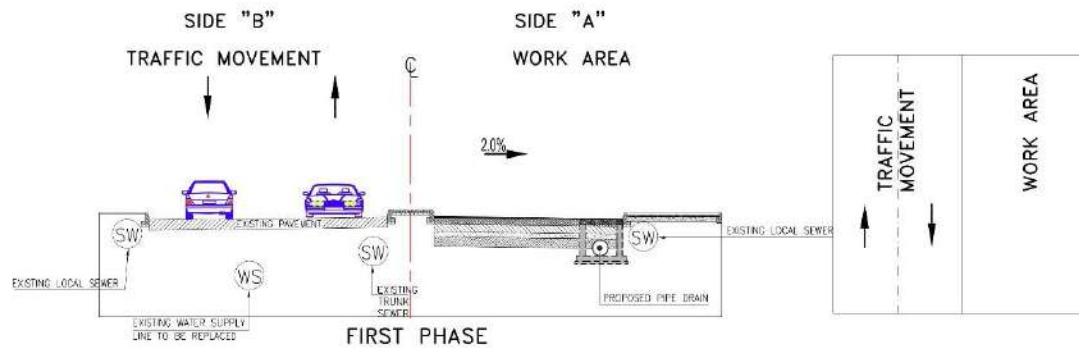 SIDE "B"
TRAFFIC MOVEMENT
SIDE "A"
WORK AREA
℄
2.0%
EXISTING PAVEMENT
SW
SW
SW
WS
EXISTING LOCAL SEWER
EXISTING LOCAL SEWER
EXISTING
TRUNK
SEWER
PROPOSED PIPE DRAIN
EXISTING WATER SUPPLY
LINE TO BE REPLACED
FIRST PHASE
TRAFFIC
MOVEMENT
WORK AREA